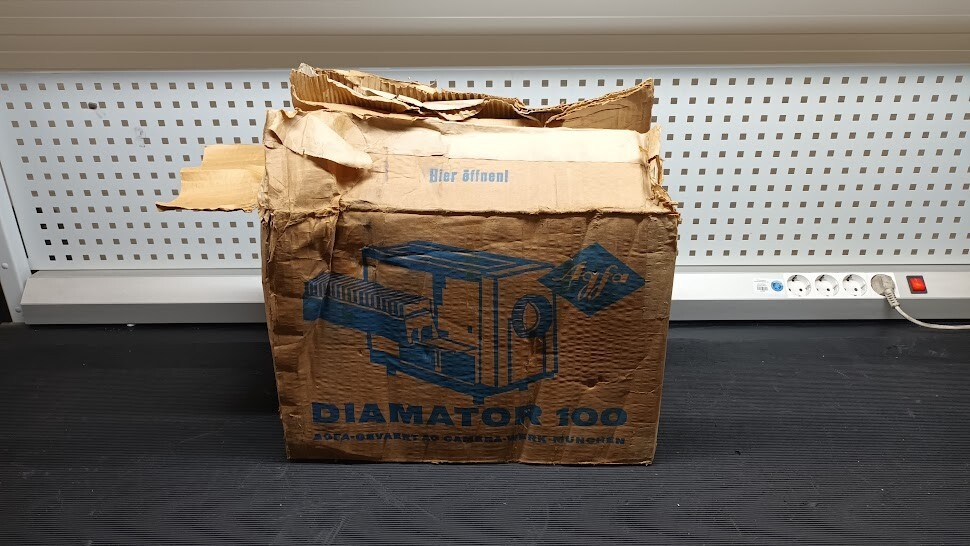 Hier öffnen!
Agfa
DIAMATOR 100
AGFA-GEVAERT AG CAMERA-WERK-MÜNCHEN